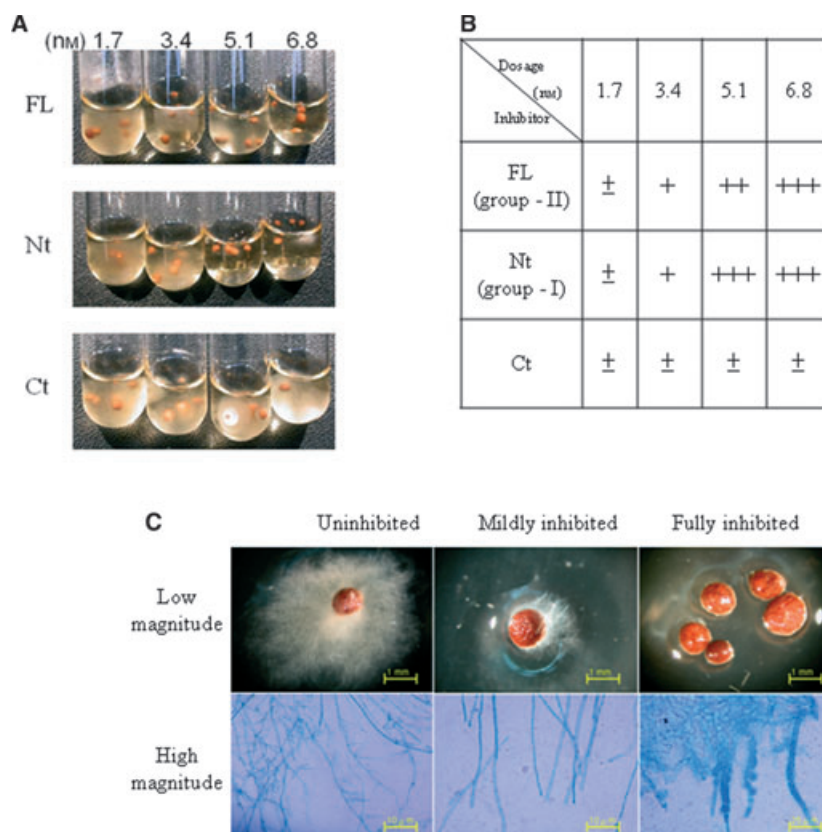 A
(nM) 1.7 3.4 5.1 6.8
FL
Nt
Ct
B
Dosage
(nM)
Inhibitor
1.7 3.4 5.1 6.8
FL
(group - II)
± + ++ +++
Nt
(group - I)
± + +++ +++
Ct
± ± ± ±
C
Uninhibited Mildly inhibited Fully inhibited
Low
magnitude
1 mm 1 mm 1 mm
High
magnitude